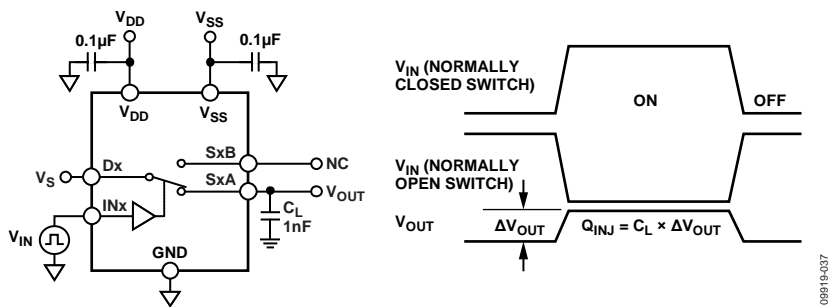 VDD
VSS
0.1µF
0.1µF
VDD
VSS
SxB
NC
VS
Dx
SxA
VOUT
INx
CL
1nF
VIN
GND
VIN (NORMALLY
CLOSED SWITCH)
ON
OFF
VIN (NORMALLY
OPEN SWITCH)
VOUT
ΔVOUT
QINJ = CL × ΔVOUT
09919-037